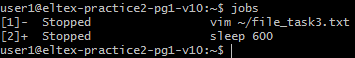 user1@eltex-practice2-pg1-v10:~$ jobs
[1]-  Stopped                 vim ~/file_task3.txt
[2]+  Stopped                 sleep 600
user1@eltex-practice2-pg1-v10:~$